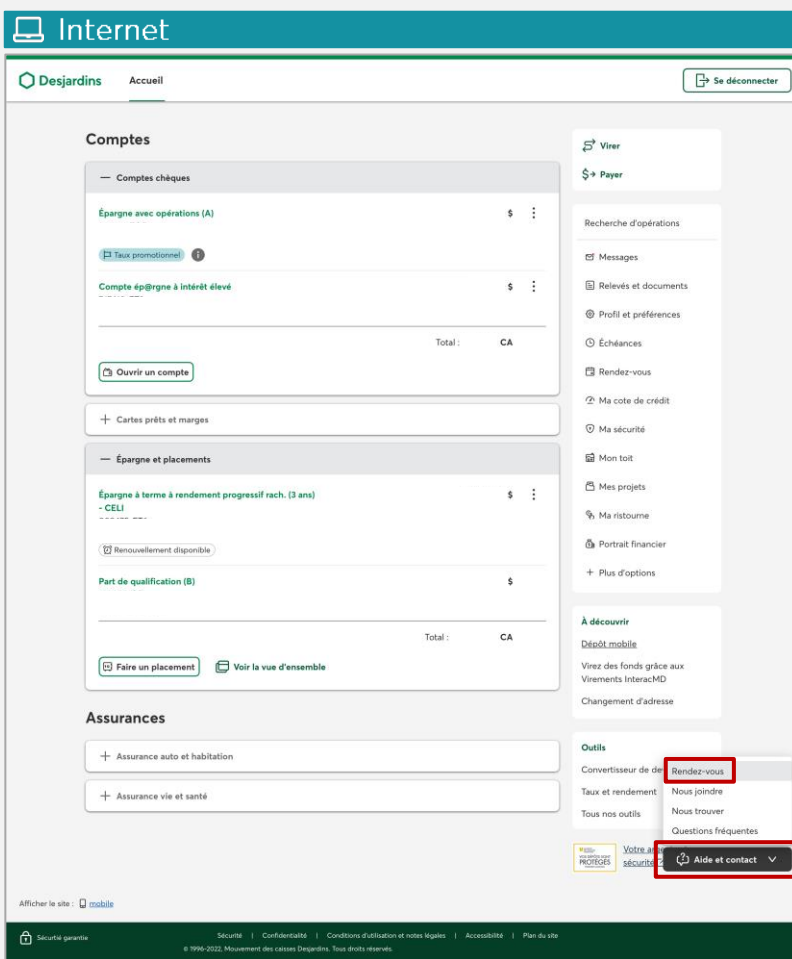 Internet
Desjardins Accueil Se déconnecter
Comptes
Comptes chèques
Épargne avec opérations (A) $
Taux promotionnel
Compte ép@rgne à intérêt élevé $
Total : CA
Ouvrir un compte
Cartes prêts et marges
Épargne et placements
Épargne à terme à rendement progressif rach. (3 ans) $
- CELI
Renouvellement disponible
Part de qualification (B) $
Total : CA
Faire un placement Voir la vue d'ensemble
Assurances
Assurance auto et habitation
Assurance vie et santé
Virer
Payer
Recherche d'opérations
Messages
Relevés et documents
Profil et préférences
Échéances
Rendez-vous
Ma cote de crédit
Ma sécurité
Mon toit
Mes projets
Ma ristourne
Portrait financier
Plus d'options
À découvrir
Dépôt mobile
Virez des fonds grâce aux
Virements InteracMD
Changement d'adresse
Outils
Convertisseur de de
Taux et rendement
Tous nos outils
Rendez-vous
Nous joindre
Nous trouver
Questions fréquentes
Aide et contact
PROTÉGÉS
Votre
sécurité
Afficher le site : mobile
Sécurtié garantie
Sécurité | Confidentialité | Conditions d'utilisation et notes légales | Accessibilité | Plan du site
© 1996-2022, Mouvement des caisses Desjardins. Tous droits réservés.